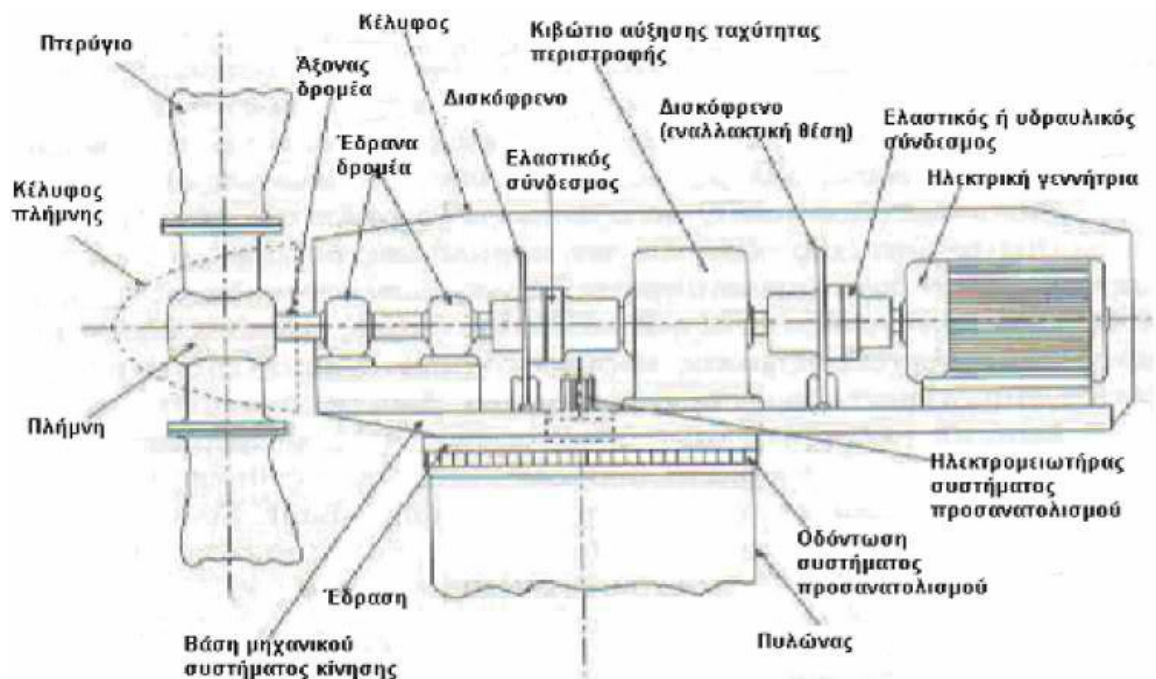 Πτερύγιο
Κέλυφος
Κιβώτιο αύξησης ταχύτητας
περιστροφής
Άξονας
δρομέα
Δισκόφρενο
Δισκόφρενο
(εναλλακτική θέση)
Ελαστικός ή υδραυλικός
σύνδεσμος
Έδρανα
δρομέα
Ελαστικός
σύνδεσμος
Ηλεκτρική γεννήτρια
Κέλυφος
πλήμνης
Πλήμνη
Ηλεκτρομειωτήρας
συστήματος
προσανατολισμού
Οδόντωση
συστήματος
προσανατολισμού
Έδραση
Βάση μηχανικού
συστήματος κίνησης
Πυλώνας